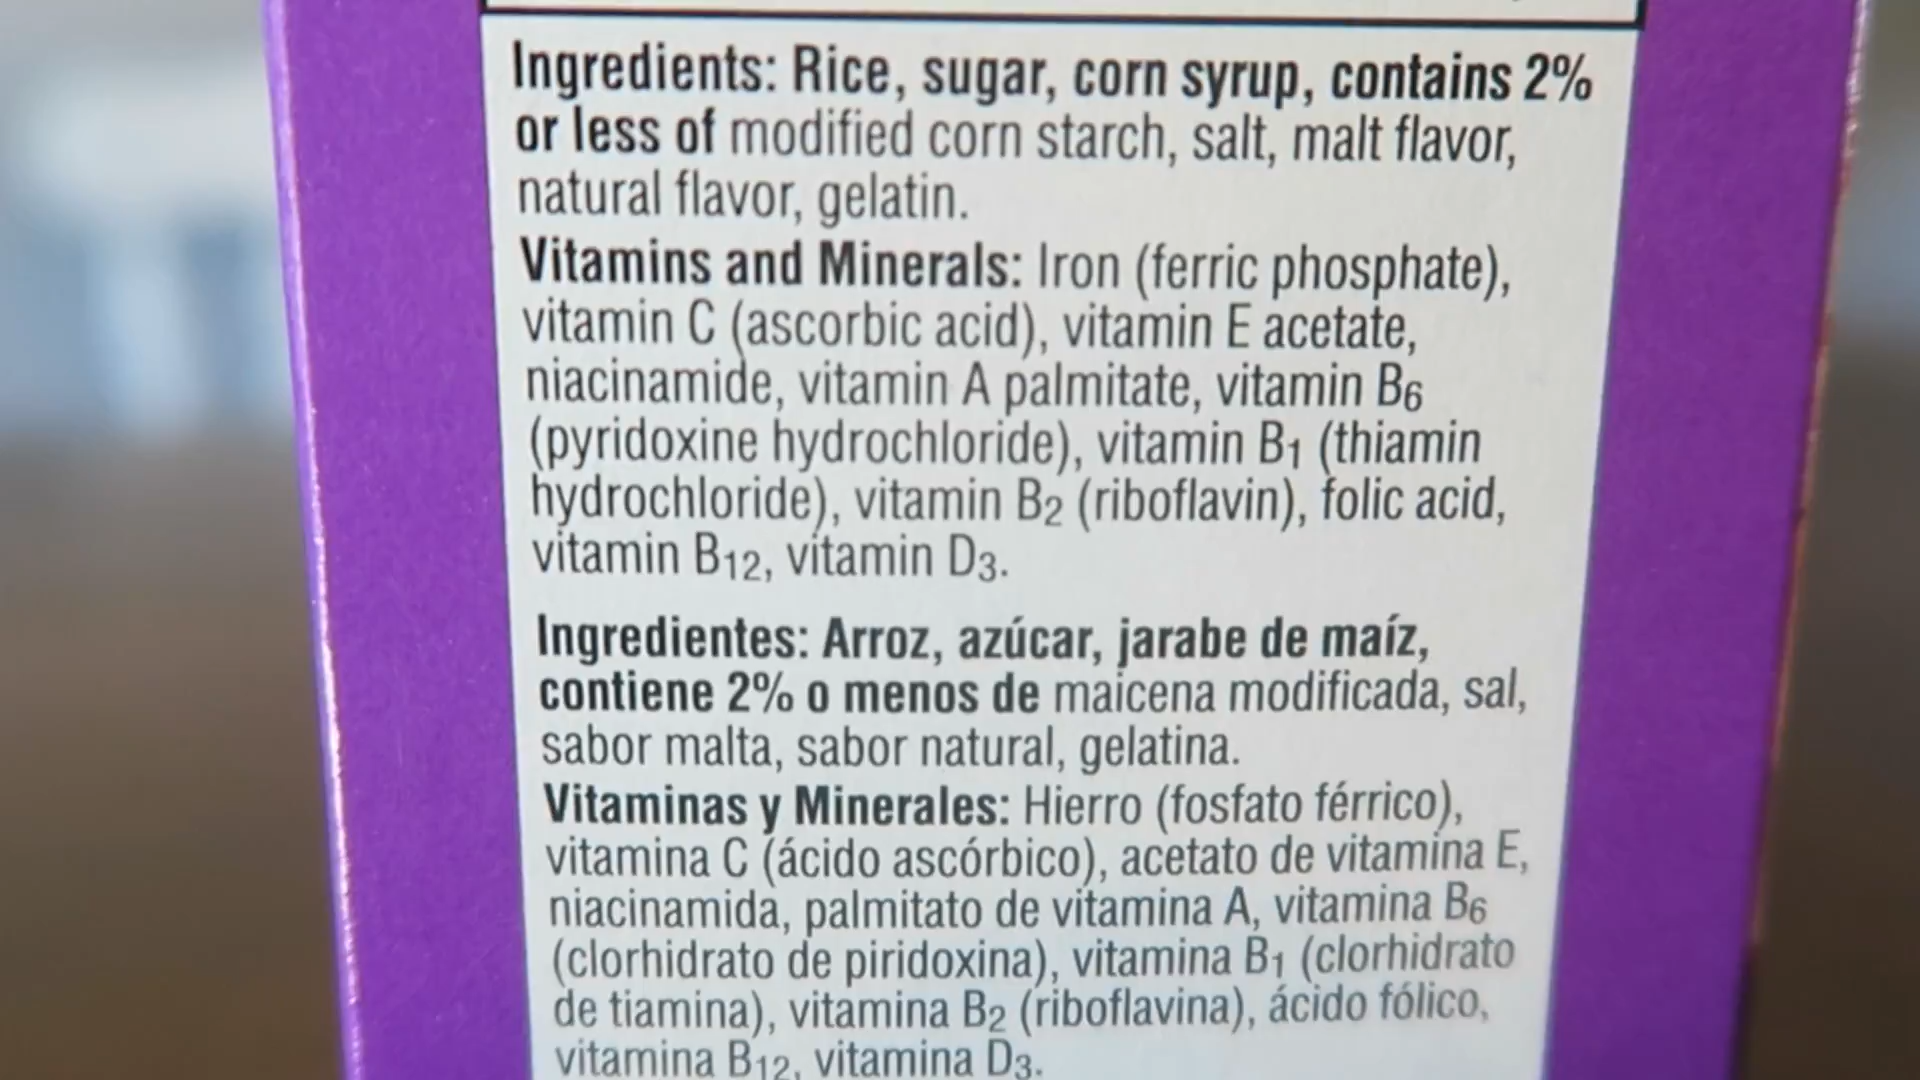 Ingredients: Rice, sugar, corn syrup, contains 2%
or less of modified corn starch, salt, malt flavor,
natural flavor, gelatin.
Vitamins and Minerals: Iron (ferric phosphate),
vitamin C (ascorbic acid), vitamin E acetate,
niacinamide, vitamin A palmitate, vitamin B6
(pyridoxine hydrochloride), vitamin B1 (thiamin
hydrochloride), vitamin B2 (riboflavin), folic acid,
vitamin B12, vitamin D3.
Ingredientes: Arroz, azúcar, jarabe de maíz,
contiene 2% o menos de maicena modificada, sal,
sabor malta, sabor natural, gelatina.
Vitaminas y Minerales: Hierro (fosfato férrico),
vitamina C (ácido ascórbico), acetato de vitamina E,
niacinamida, palmitato de vitamina A, vitamina B6
(clorhidrato de piridoxina), vitamina B1 (clorhidrato
de tiamina), vitamina B2 (riboflavina), ácido fólico,
vitamina B12, vitamina D3.